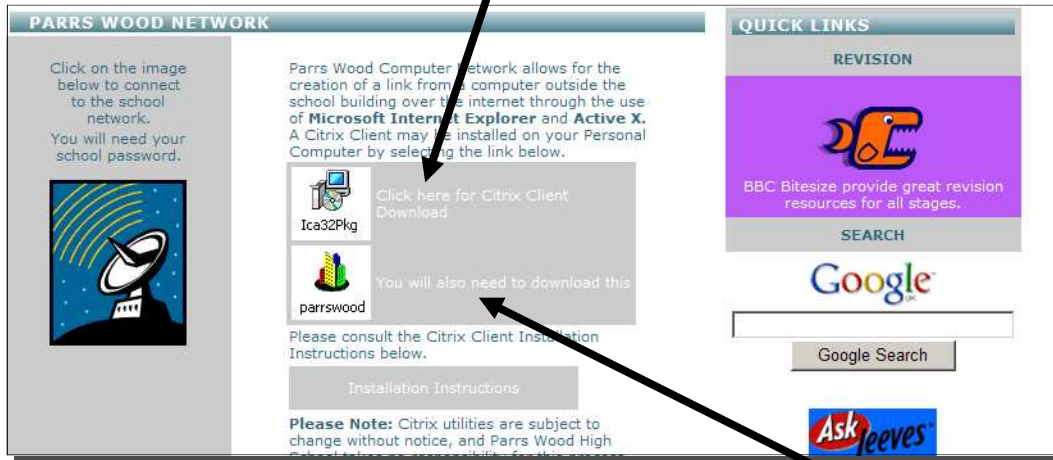 PARRS WOOD NETWORK
Click on the image
below to connect
to the school
network.
You will need your
school password.
Parrs Wood Computer Network allows for the
creation of a link from a computer outside the
school building over the internet through the use
of Microsoft Internet Explorer and Active X.
A Citrix Client may be installed on your Personal
Computer by selecting the link below.
Ica32Pkg
Click here for Citrix Client
Download
parrswood
You will also need to download this
Please consult the Citrix Client Installation
Instructions below.
Installation Instructions
Please Note: Citrix utilities are subject to
change without notice, and Parrs Wood High
QUICK LINKS
REVISION
BBC Bitesize provide great revision
resources for all stages.
SEARCH
Google
Google Search
Ask Jeeves